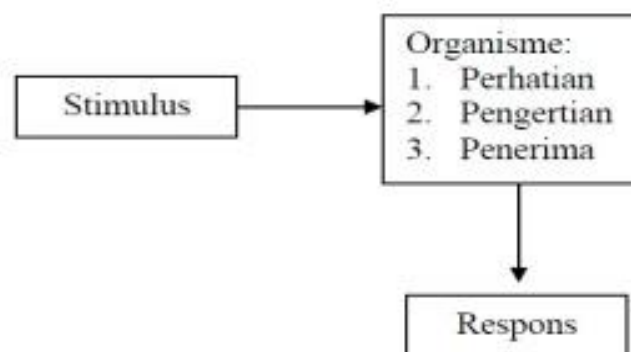 Stimulus
Organisme:
1. Perhatian
2. Pengertian
3. Penerima
Respons